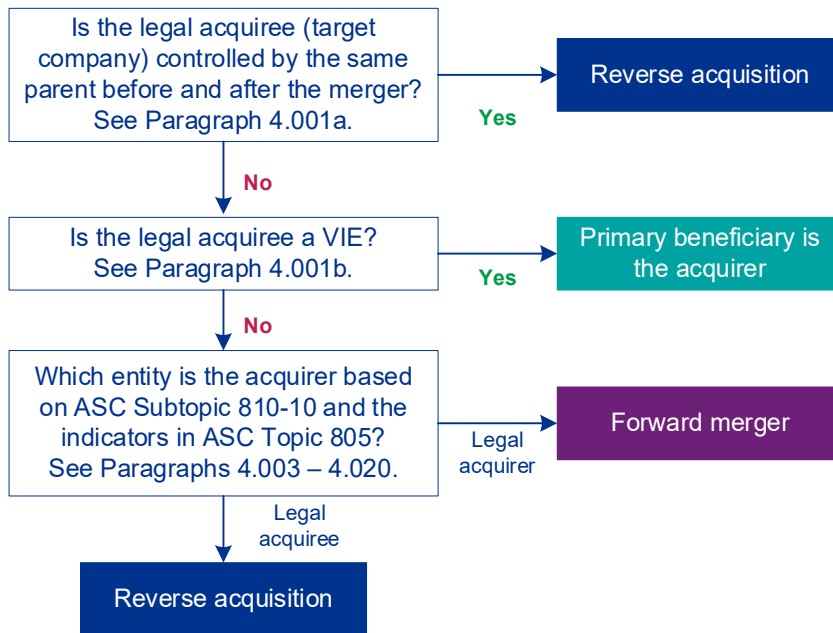 Is the legal acquiree (target
company) controlled by the same
parent before and after the merger?
See Paragraph 4.001a.
Yes
Reverse acquisition
No
Is the legal acquiree a VIE?
See Paragraph 4.001b.
Yes
Primary beneficiary is
the acquirer
No
Which entity is the acquirer based
on ASC Subtopic 810-10 and the
indicators in ASC Topic 805?
See Paragraphs 4.003 – 4.020.
Legal
acquirer
Forward merger
Legal
acquiree
Reverse acquisition